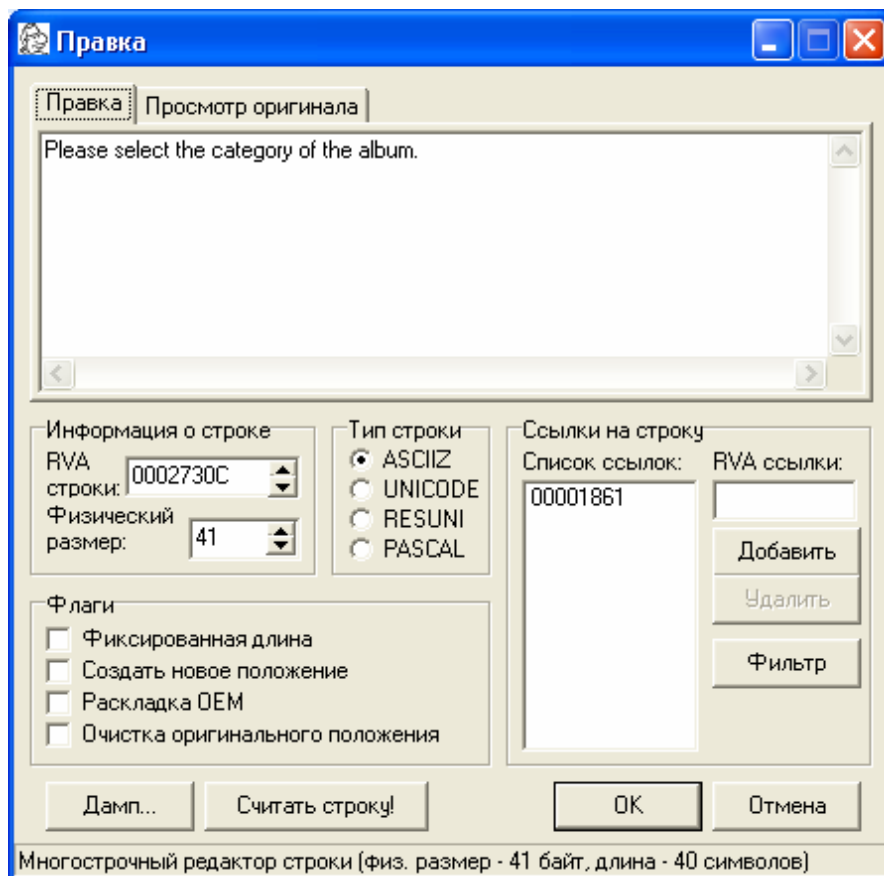 Правка
Правка Просмотр оригинала
Please select the category of the album.
Информация о строке
RVA строки: 0002730C
Физический размер: 41
Тип строки
ASCIIZ
UNICODE
RESUNI
PASCAL
Ссылки на строку
Список ссылок:
00001861
RVA ссылки:
Добавить
Удалить
Фильтр
Флаги
Фиксированная длина
Создать новое положение
Раскладка OEM
Очистка оригинального положения
Дамп... Считать строку! OK Отмена
Многострочный редактор строки (физ. размер - 41 байт, длина - 40 символов)